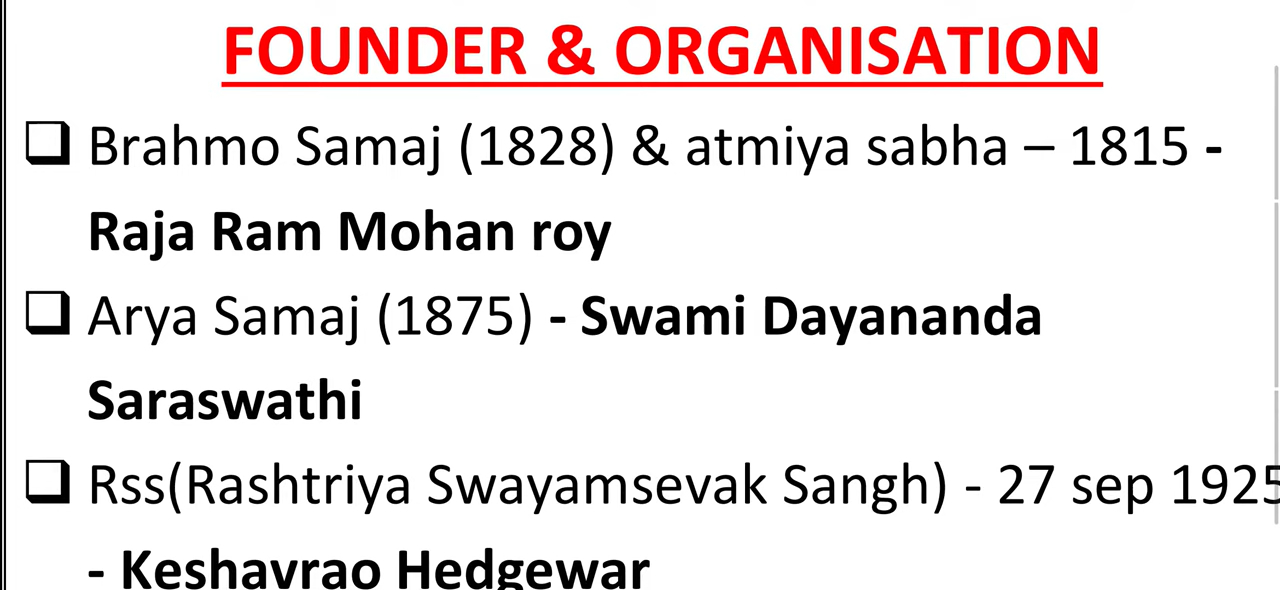 FOUNDER & ORGANISATION
❑ Brahmo Samaj (1828) & atmiya sabha – 1815 -
Raja Ram Mohan roy
❑ Arya Samaj (1875) - Swami Dayananda
Saraswathi
❑ Rss(Rashtriya Swayamsevak Sangh) - 27 sep 1925
- Keshavrao Hedgewar